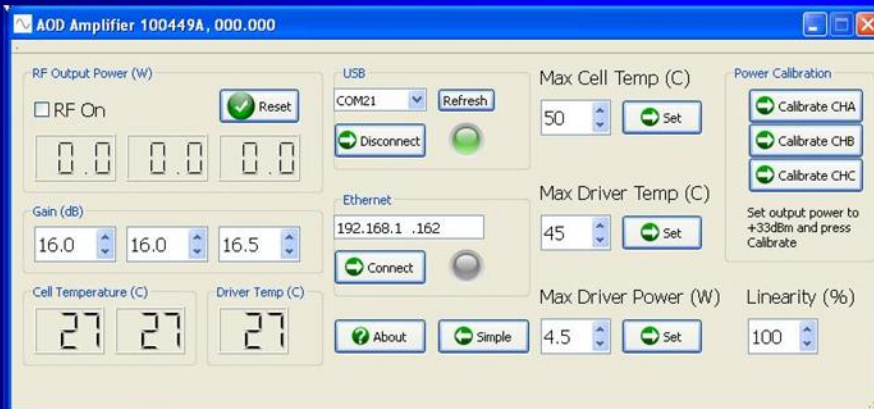 AOD Amplifier 100449A, 000.000
RF Output Power (W)
RF On
Reset
0.0 0.0 0.0
Gain (dB)
16.0 16.0 16.5
Cell Temperature (C)
27 27
Driver Temp (C)
27
USB
COM21
Refresh
Disconnect
Ethernet
192.168.1 .162
Connect
About
Simple
Max Cell Temp (C)
50
Set
Max Driver Temp (C)
45
Set
Max Driver Power (W)
4.5
Set
Power Calibration
Calibrate CHA
Calibrate CHB
Calibrate CHC
Set output power to
+33dBm and press
Calibrate
Linearity (%)
100